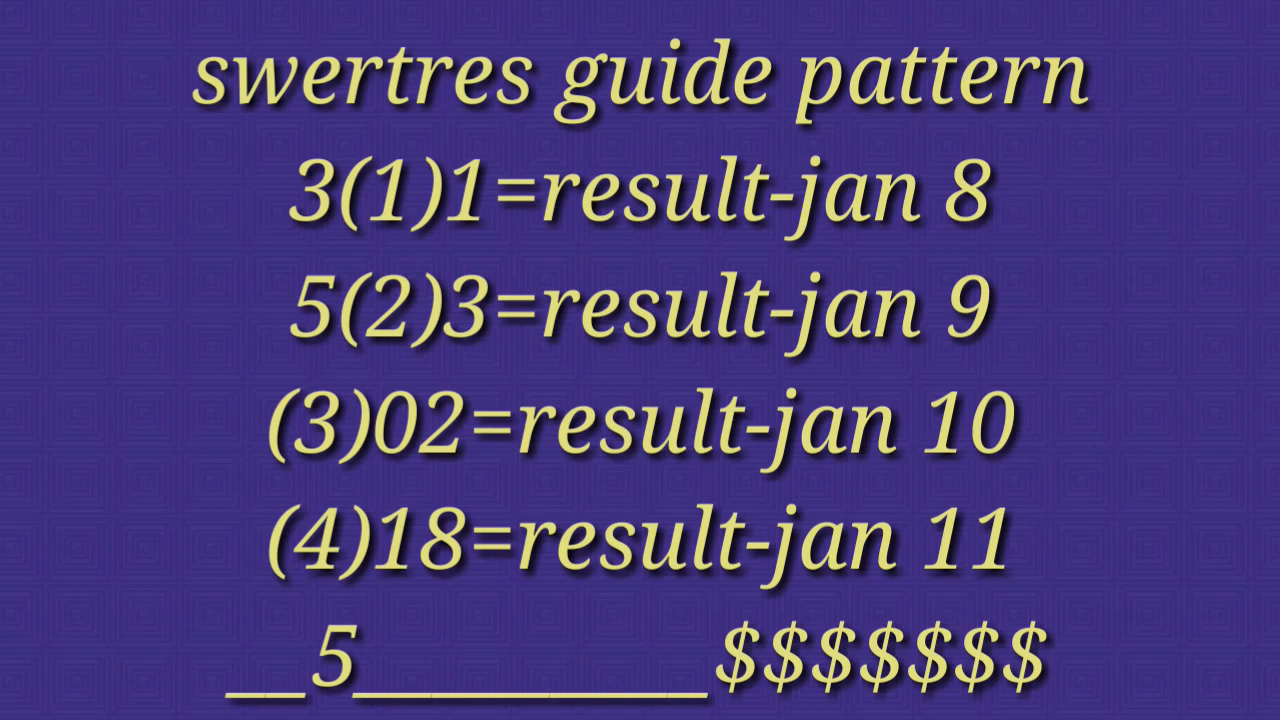 swertres guide pattern
3(1)1=result-jan 8
5(2)3=result-jan 9
(3)02=result-jan 10
(4)18=result-jan 11
__5_________$$$$$$$